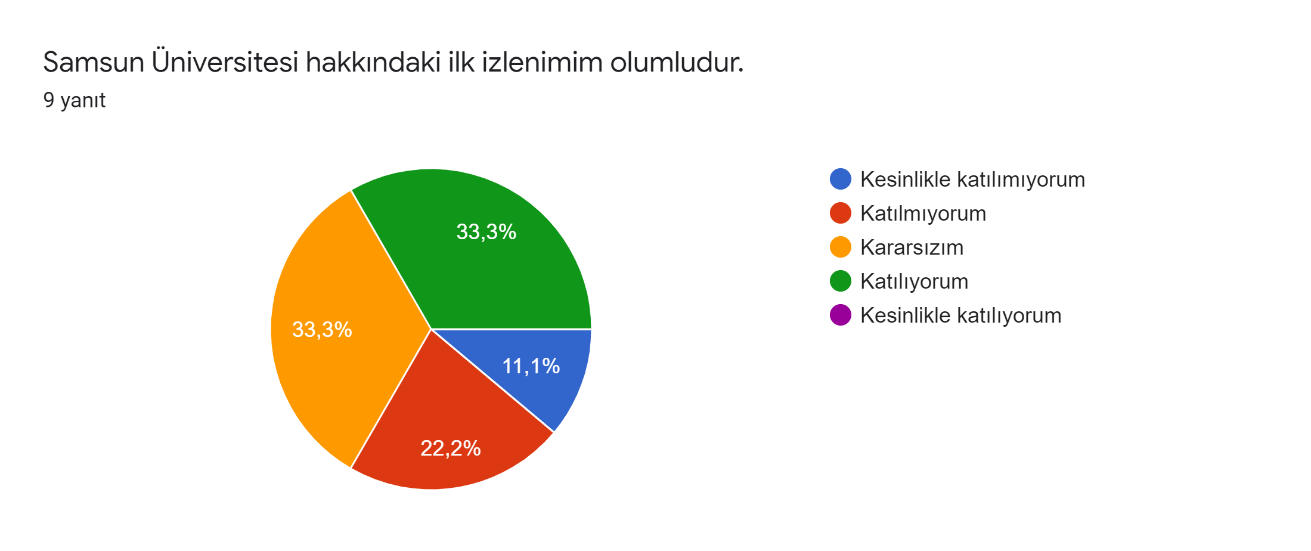 Samsun Üniversitesi hakkındaki ilk izlenimim olumludur.
9 yanıt
33,3%
33,3%
11,1%
22,2%
Kesinlikle katılımıyorum
Katılmıyorum
Kararsızım
Katılıyorum
Kesinlikle katılıyorum